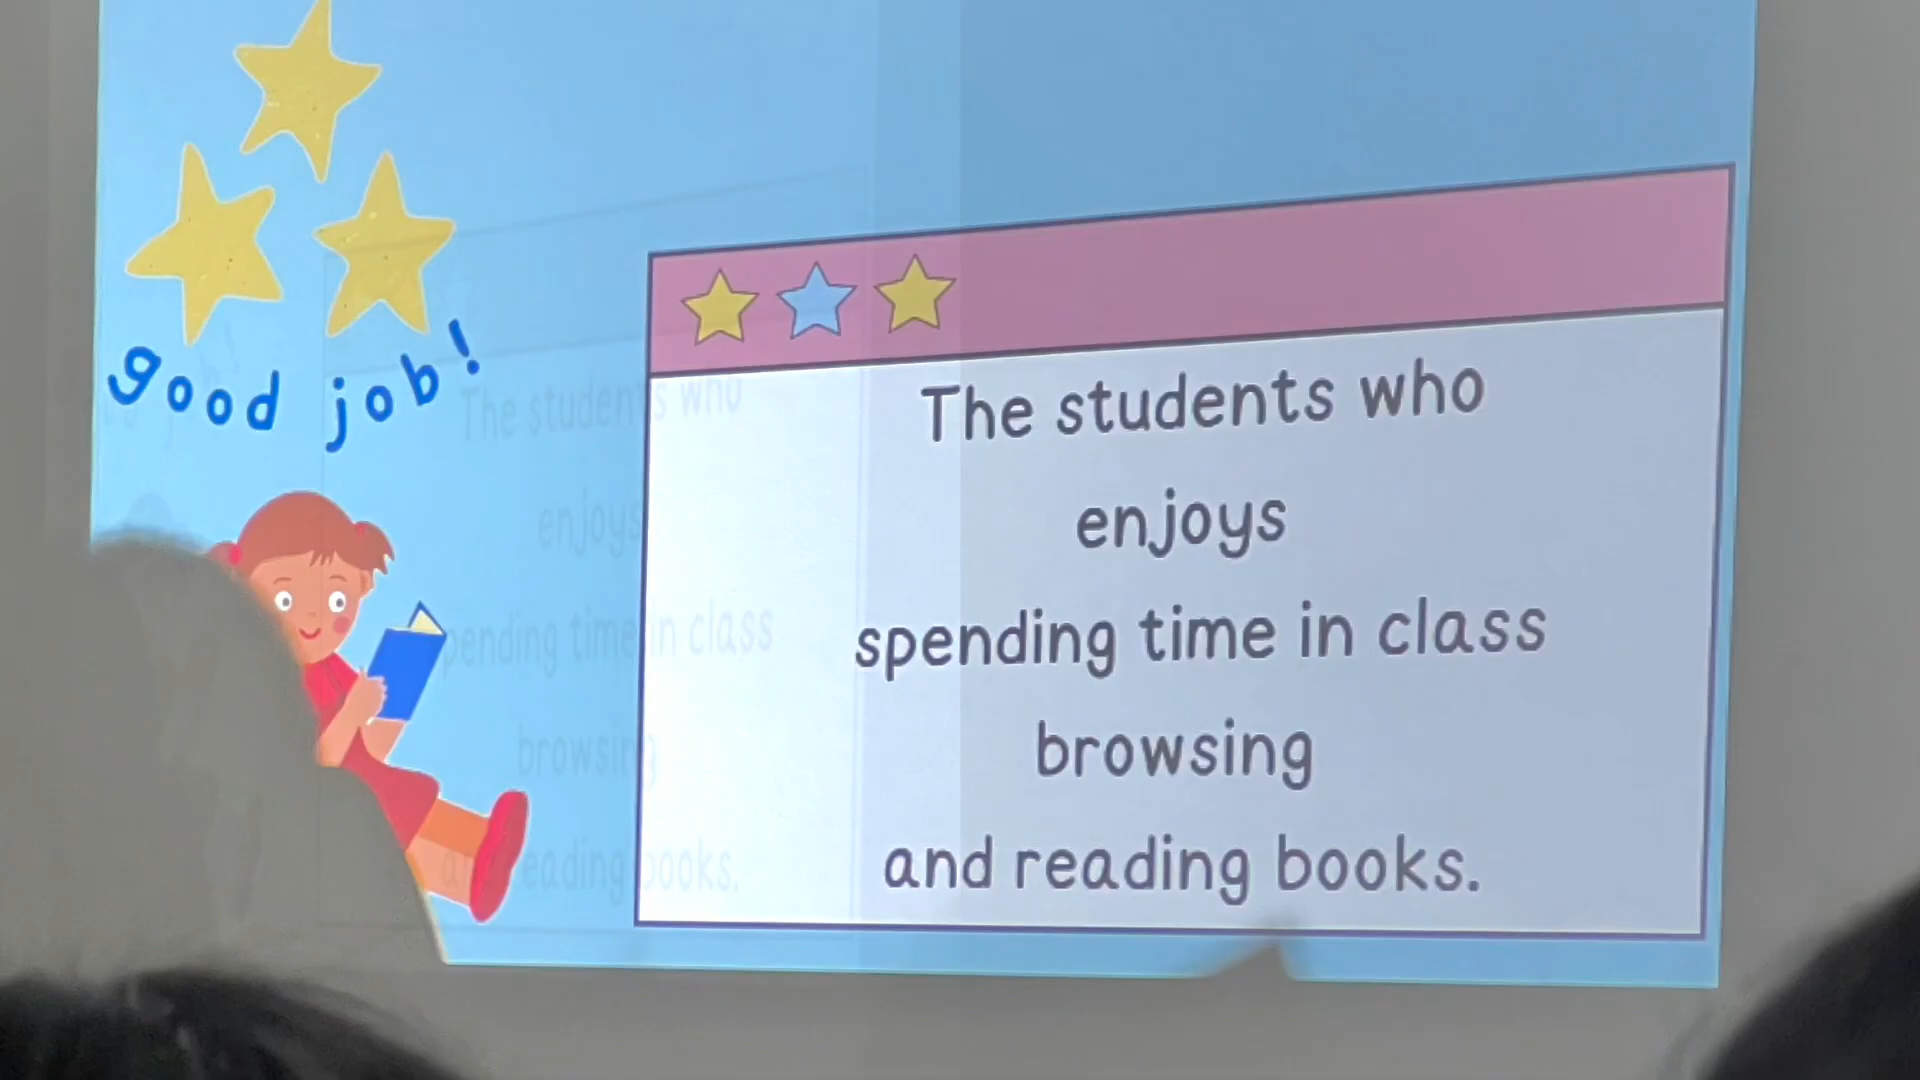 good job!
The students who
enjoys
spending time in class
browsing
and reading books.